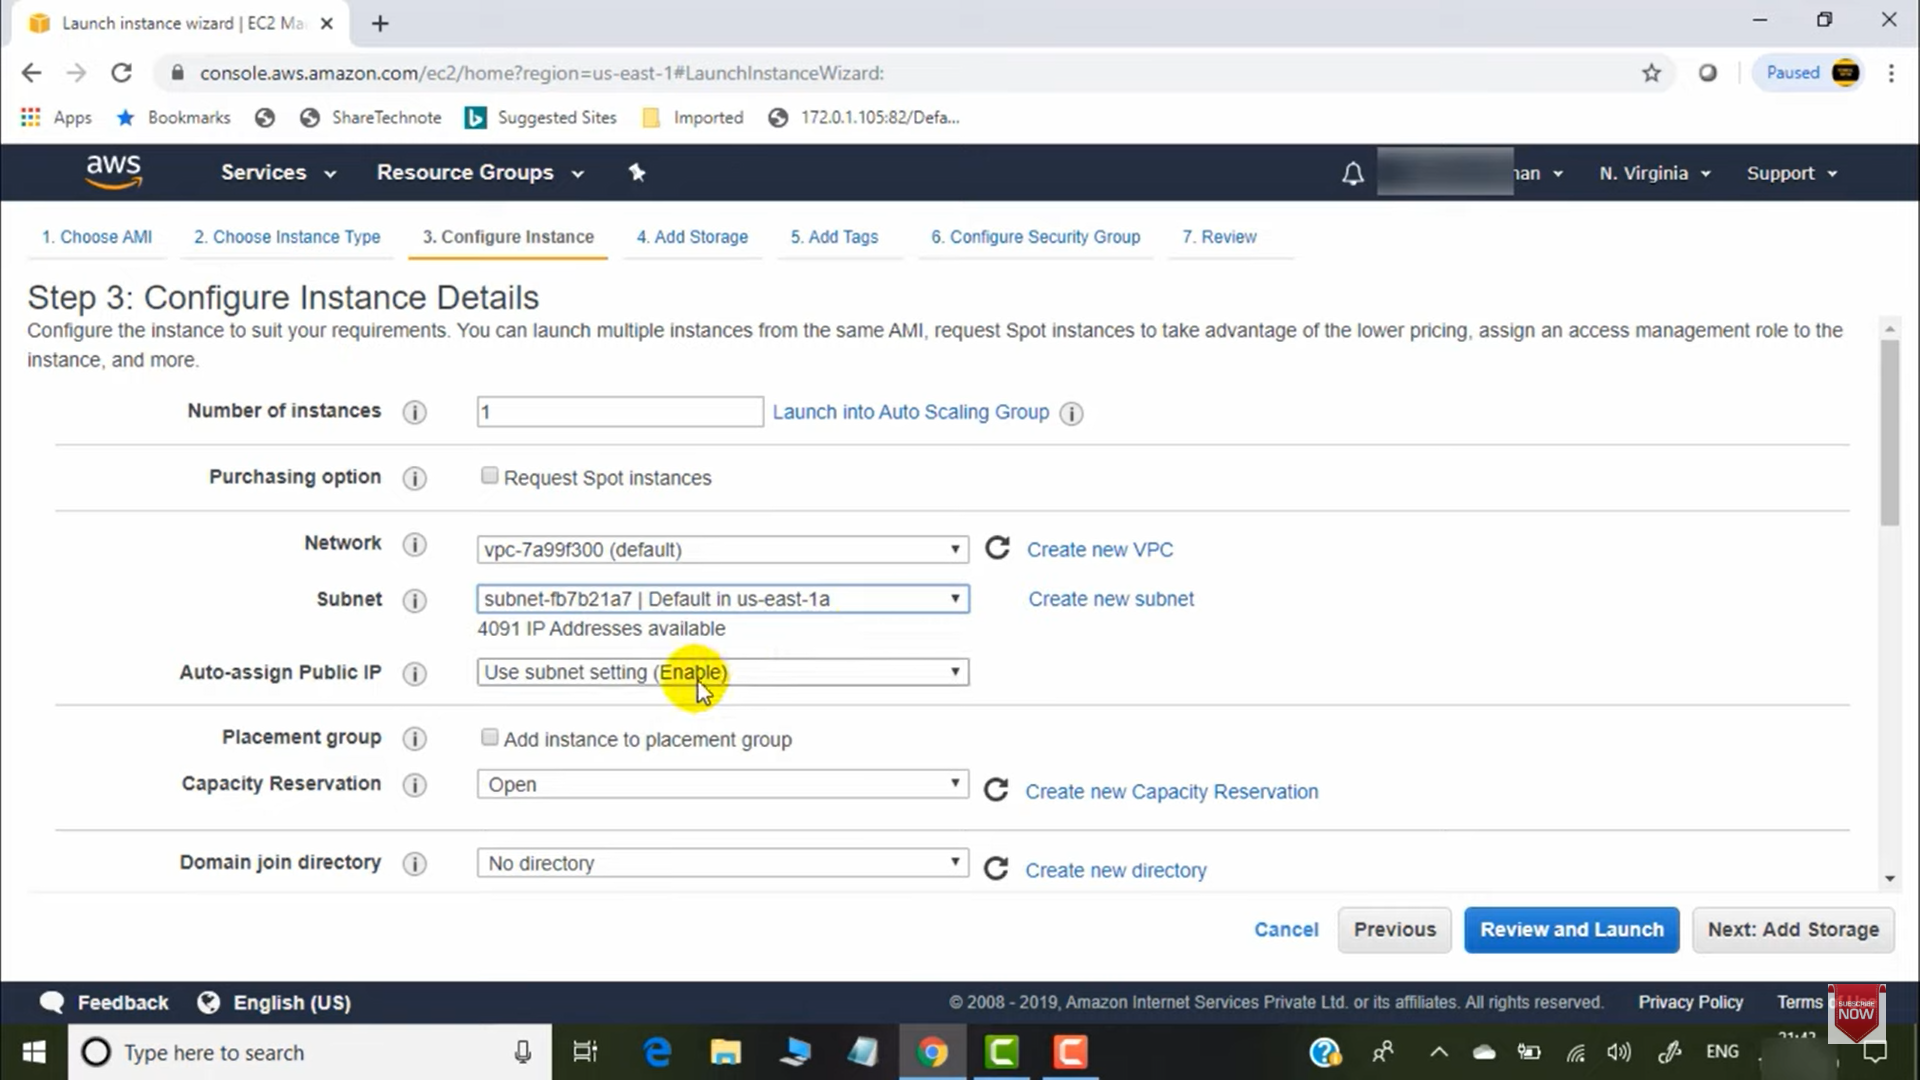 Launch instance wizard | EC2 Ma
console.aws.amazon.com/ec2/home?region=us-east-1#LaunchInstanceWizard:
Paused
Apps
Bookmarks
ShareTechnote
Suggested Sites
Imported
172.0.1.105:82/Defa...
aws
Services
Resource Groups
nan
N. Virginia
Support
1. Choose AMI
2. Choose Instance Type
3. Configure Instance
4. Add Storage
5. Add Tags
6. Configure Security Group
7. Review
Step 3: Configure Instance Details
Configure the instance to suit your requirements. You can launch multiple instances from the same AMI, request Spot instances to take advantage of the lower pricing, assign an access management role to the
instance, and more.
Number of instances
1
Launch into Auto Scaling Group
Purchasing option
Request Spot instances
Network
vpc-7a99f300 (default)
Create new VPC
Subnet
subnet-fb7b21a7 | Default in us-east-1a
Create new subnet
4091 IP Addresses available
Auto-assign Public IP
Use subnet setting (Enable)
Placement group
Add instance to placement group
Capacity Reservation
Open
Create new Capacity Reservation
Domain join directory
No directory
Create new directory
Cancel
Previous
Review and Launch
Next: Add Storage
Feedback
English (US)
© 2008 - 2019, Amazon Internet Services Private Ltd. or its affiliates. All rights reserved.
Privacy Policy
Terms
SUBSCRIBE
NOW
Type here to search
ENG